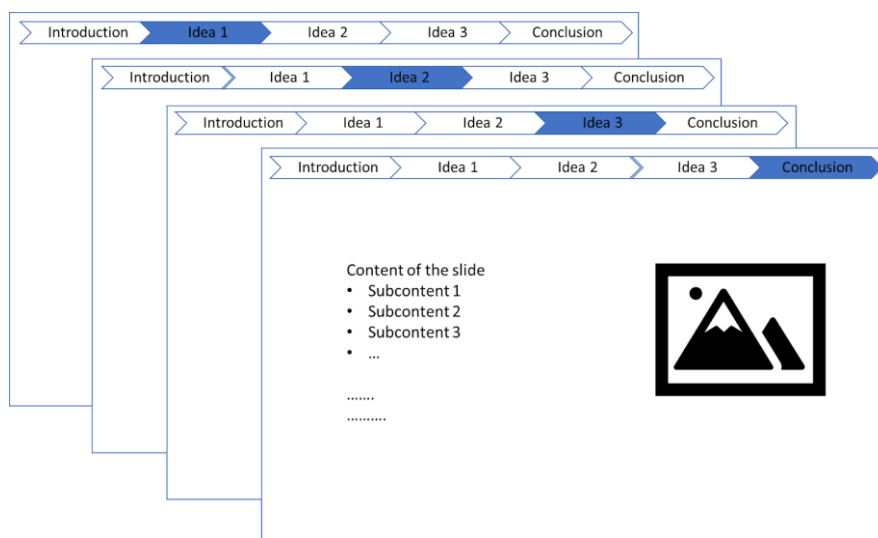 Introduction Idea 1 Idea 2 Idea 3 Conclusion
Introduction Idea 1 Idea 2 Idea 3 Conclusion
Introduction Idea 1 Idea 2 Idea 3 Conclusion
Introduction Idea 1 Idea 2 Idea 3 Conclusion
Content of the slide
• Subcontent 1
• Subcontent 2
• Subcontent 3
• ...
.......
..........